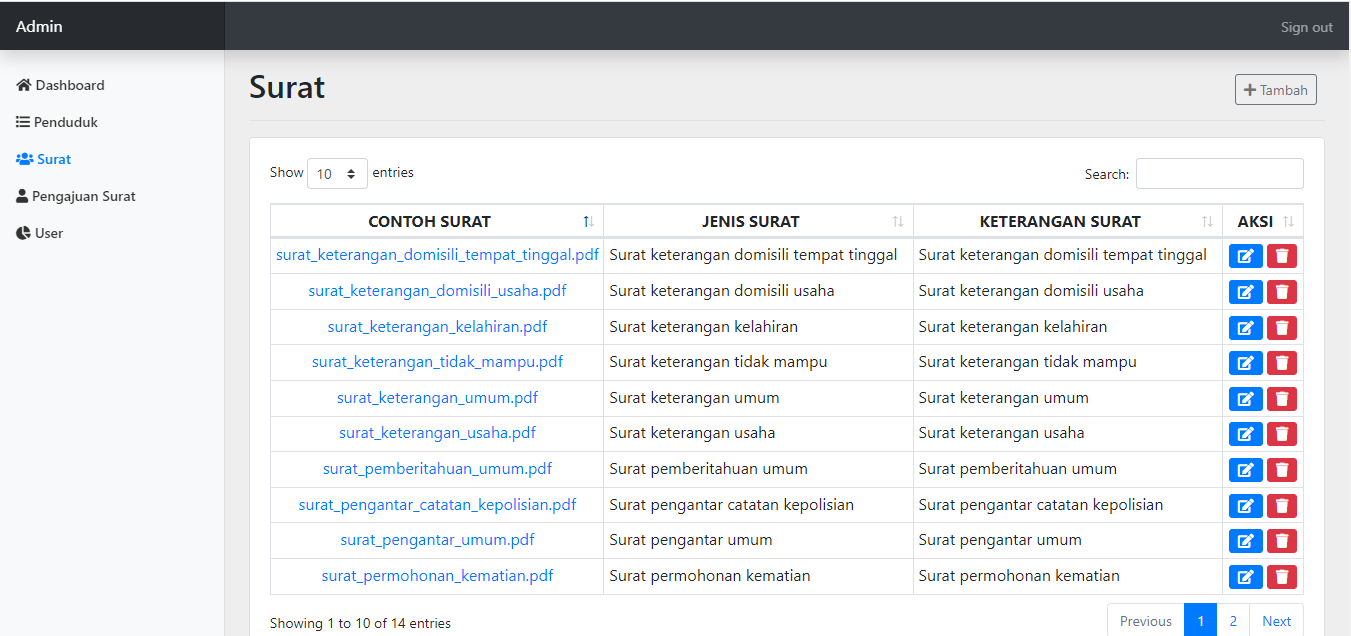 Admin
Sign out
Dashboard
Penduduk
Surat
Pengajuan Surat
User
Surat
Tambah
Show 10 entries
Search:
CONTOH SURAT JENIS SURAT KETERANGAN SURAT AKSI
surat_keterangan_domisili_tempat_tinggal.pdf Surat keterangan domisili tempat tinggal Surat keterangan domisili tempat tinggal
surat_keterangan_domisili_usaha.pdf Surat keterangan domisili usaha Surat keterangan domisili usaha
surat_keterangan_kelahiran.pdf Surat keterangan kelahiran Surat keterangan kelahiran
surat_keterangan_tidak_mampu.pdf Surat keterangan tidak mampu Surat keterangan tidak mampu
surat_keterangan_umum.pdf Surat keterangan umum Surat keterangan umum
surat_keterangan_usaha.pdf Surat keterangan usaha Surat keterangan usaha
surat_pemberitahuan_umum.pdf Surat pemberitahuan umum Surat pemberitahuan umum
surat_pengantar_catatan_kepolisian.pdf Surat pengantar catatan kepolisian Surat pengantar catatan kepolisian
surat_pengantar_umum.pdf Surat pengantar umum Surat pengantar umum
surat_permohonan_kematian.pdf Surat permohonan kematian Surat permohonan kematian
Showing 1 to 10 of 14 entries
Previous 1 2 Next